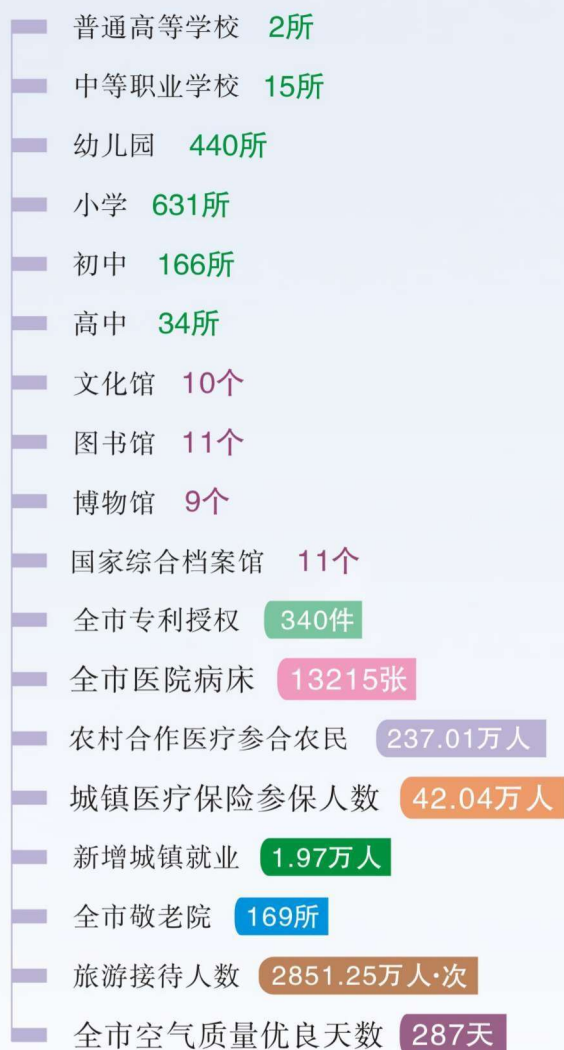 普通高等学校 2所
中等职业学校 15所
幼儿园 440所
小学 631所
初中 166所
高中 34所
文化馆 10个
图书馆 11个
博物馆 9个
国家综合档案馆 11个
全市专利授权 340件
全市医院病床 13215张
农村合作医疗参合农民 237.01万人
城镇医疗保险参保人数 42.04万人
新增城镇就业 1.97万人
全市敬老院 169所
旅游接待人数 2851.25万人·次
全市空气质量优良天数 287天